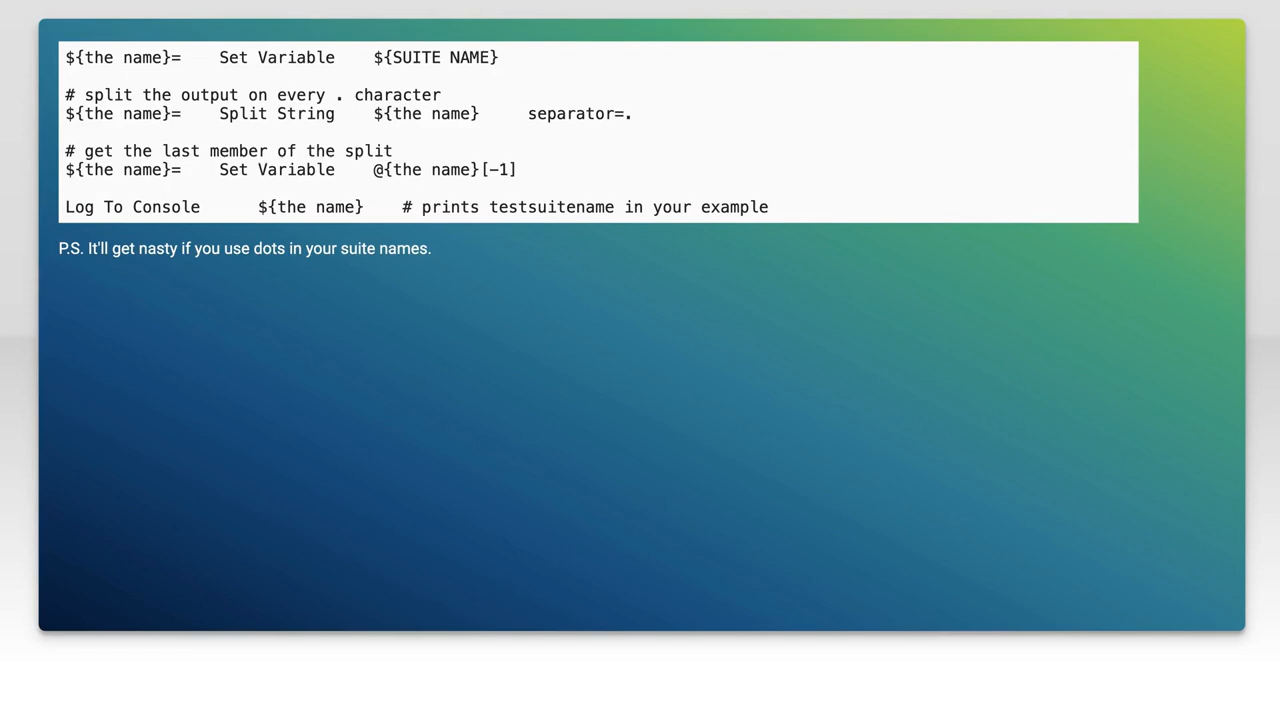 ${the name}=    Set Variable    ${SUITE NAME}
# split the output on every . character
${the name}=    Split String    ${the name}     separator=.
# get the last member of the split
${the name}=    Set Variable    @{the name}[-1]
Log To Console      ${the name}    # prints testsuitename in your example
P.S. It'll get nasty if you use dots in your suite names.